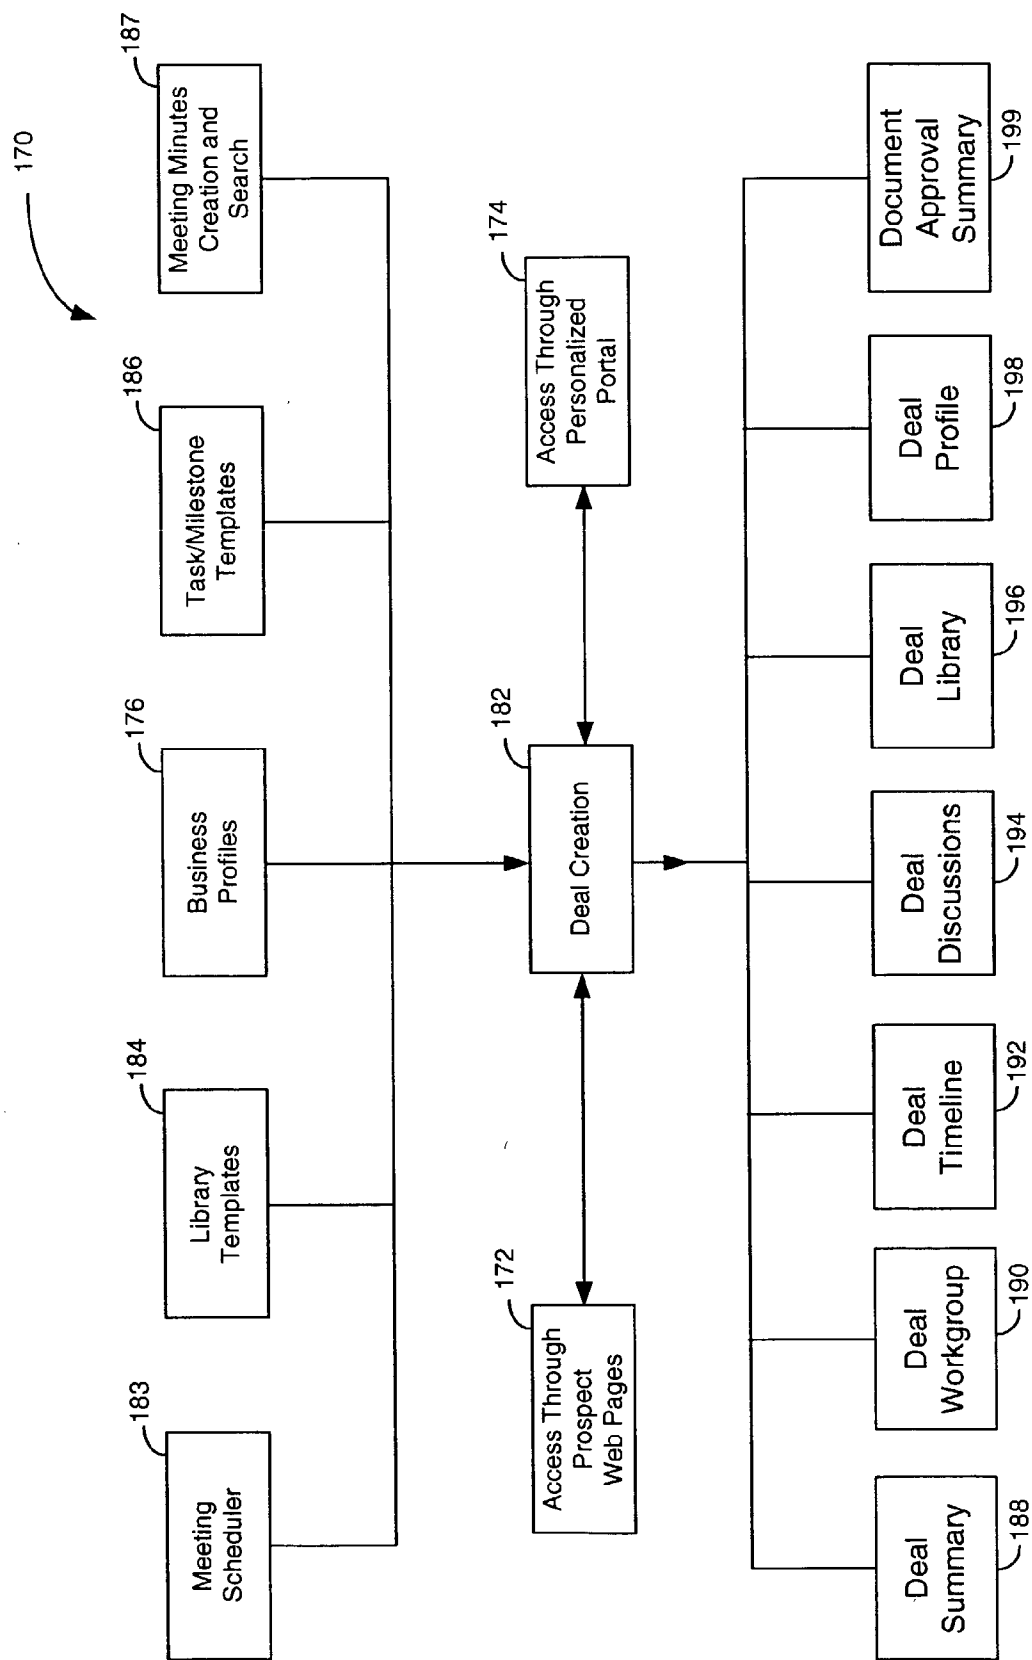 170
183
Meeting
Scheduler
184
Library
Templates
176
Business
Profiles
186
Task/Milestone
Templates
187
Meeting Minutes
Creation and
Search
172
Access Through
Prospect
Web Pages
182
Deal Creation
174
Access Through
Personalized
Portal
Deal
Summary
188
Deal
Workgroup
190
Deal
Timeline
192
Deal
Discussions
194
Deal
Library
196
Deal
Profile
198
Document
Approval
Summary
199